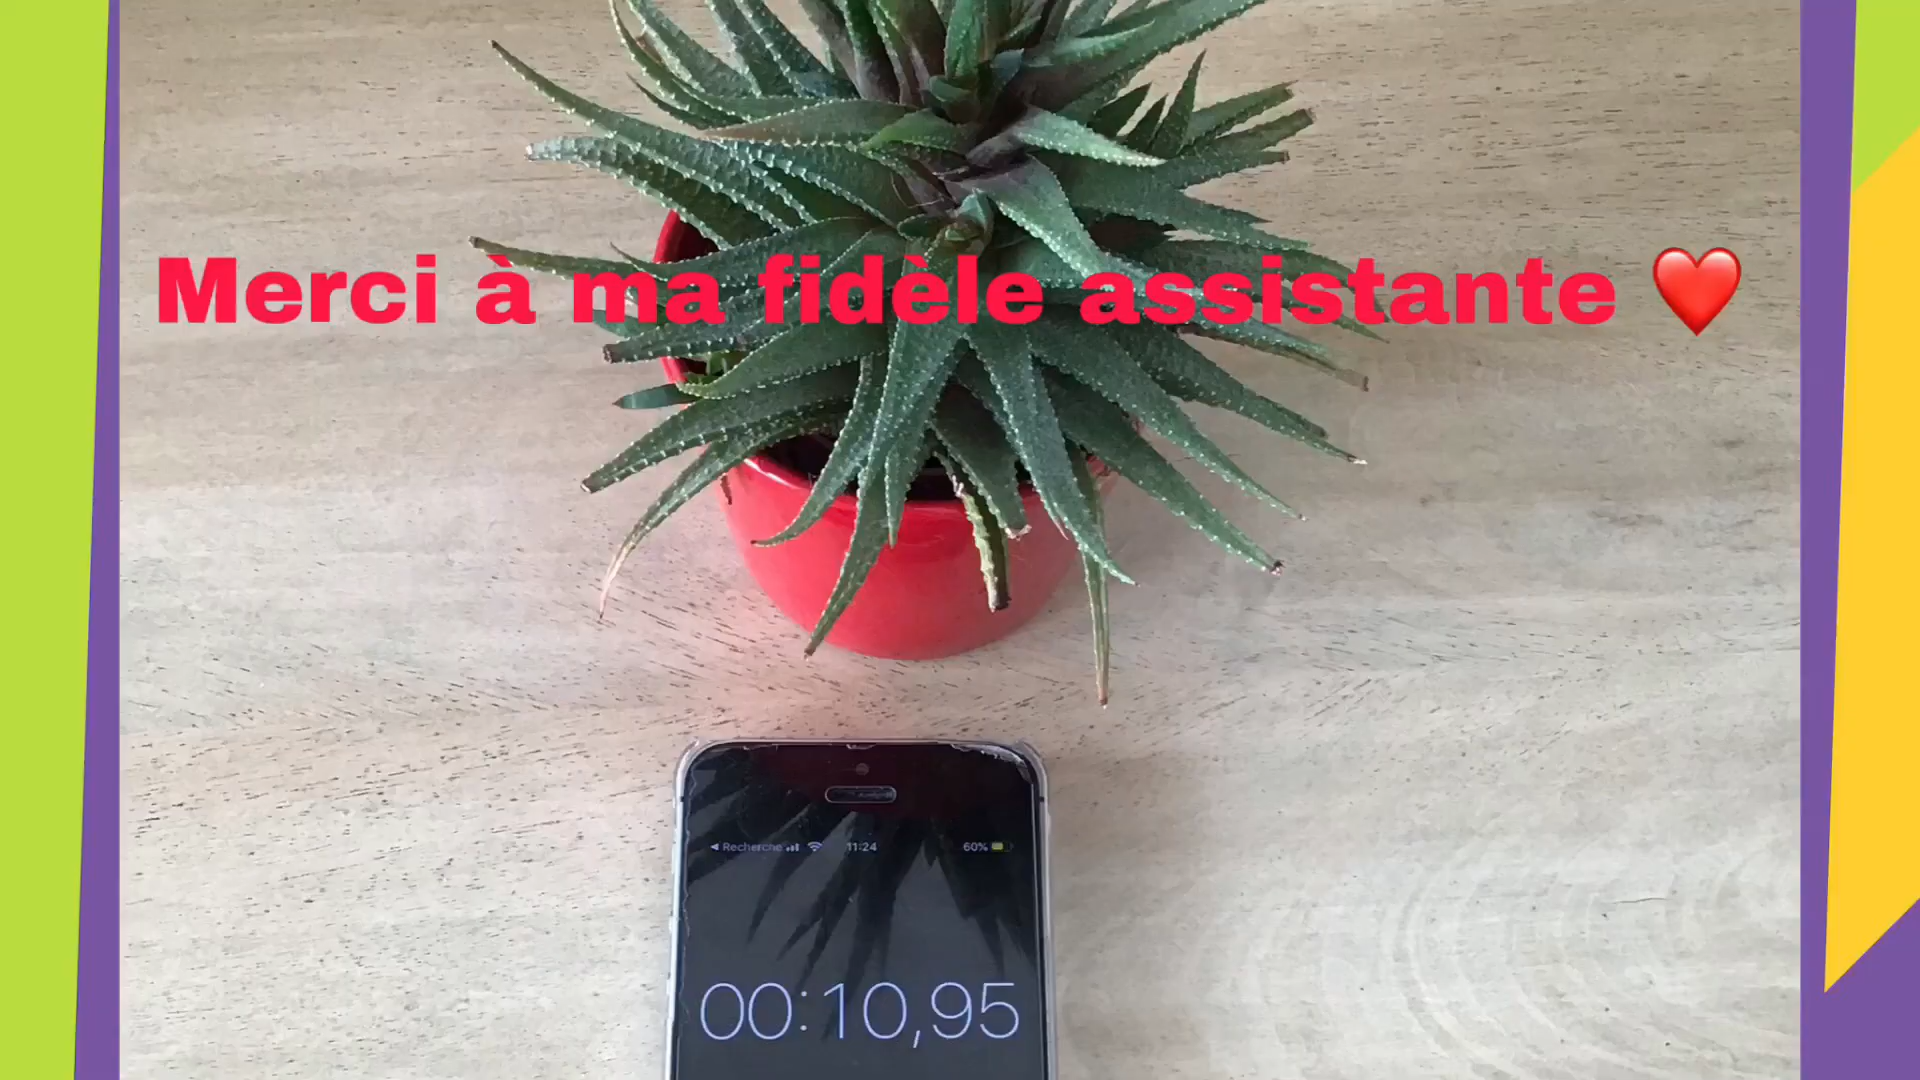 Merci à ma fidèle assistante ❤️
Recherche 11:24 60%
00:10,95